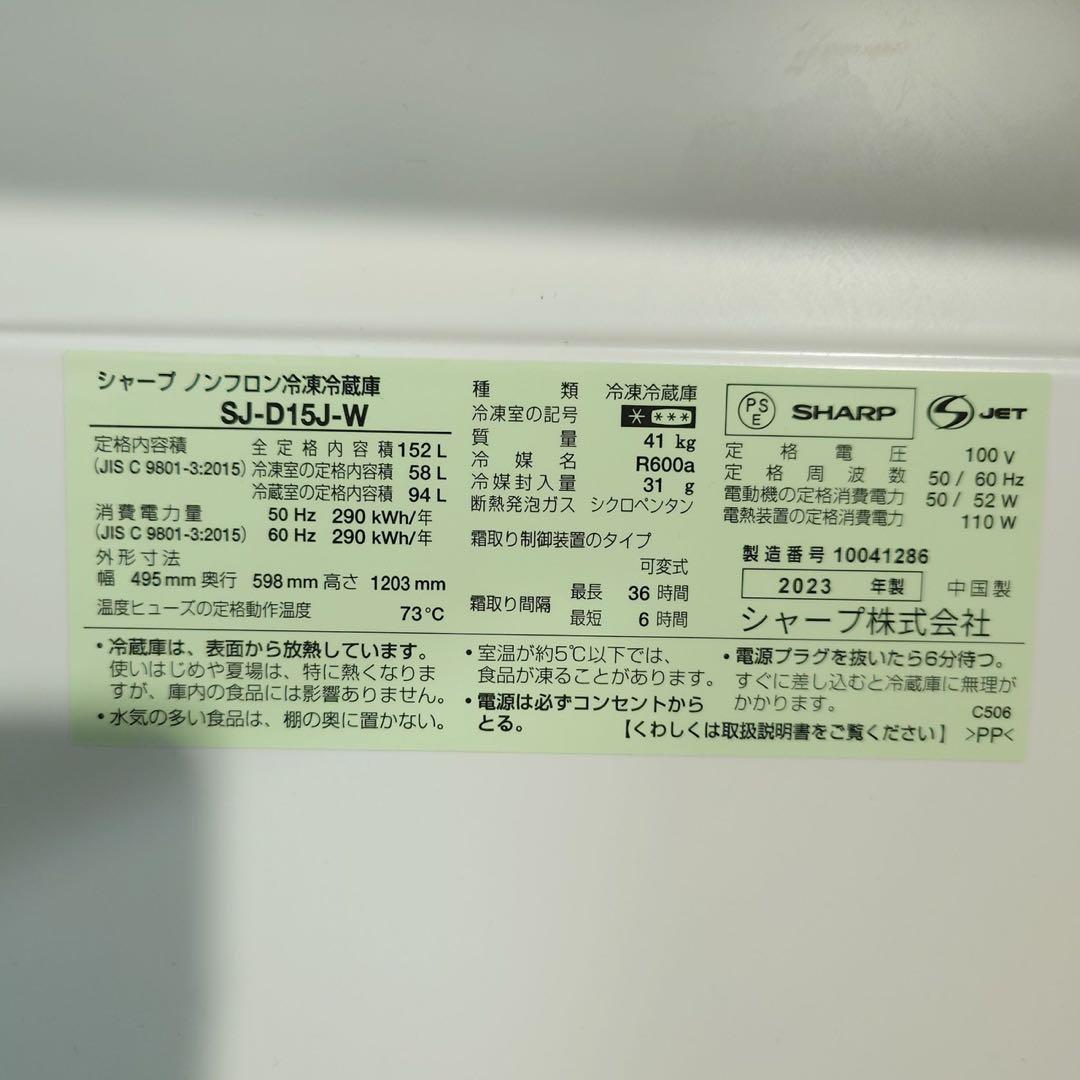 シャープ ノンフロン冷凍冷蔵庫
SJ-D15J-W
定格内容積 全定格内容積 152 L
(JIS C 9801-3:2015) 冷凍室の定格内容積 58 L
冷蔵室の定格内容積 94 L
消費電力量 50 Hz 290 kWh/年
(JIS C 9801-3:2015) 60 Hz 290 kWh/年
外形寸法
幅 495 mm 奥行 598 mm 高さ 1203 mm
温度ヒューズの定格動作温度 73℃
種類 冷凍冷蔵庫
冷凍室の記号 * ***
質量 41 kg
冷媒名 R600a
冷媒封入量 31 g
断熱発泡ガス シクロペンタン
霜取り制御装置のタイプ
可変式
霜取り間隔 最長 36 時間
最短 6 時間
PS
E
SHARP
S JET
定格電圧 100 V
定格周波数 50 / 60 Hz
電動機の定格消費電力 50 / 52 W
電熱装置の定格消費電力 110 W
製造番号 10041286
2023 年製 中国製
シャープ株式会社
・冷蔵庫は、表面から放熱しています。
使いはじめや夏場は、特に熱くなりま
すが、庫内の食品には影響ありません。
・水気の多い食品は、棚の奥に置かない。
・室温が約5℃以下では、
食品が凍ることがあります。
・電源は必ずコンセントから
とる。
・電源プラグを抜いたら6分待つ。
すぐに差し込むと冷蔵庫に無理が
かかります。
C506
【くわしくは取扱説明書をご覧ください】 >PP<